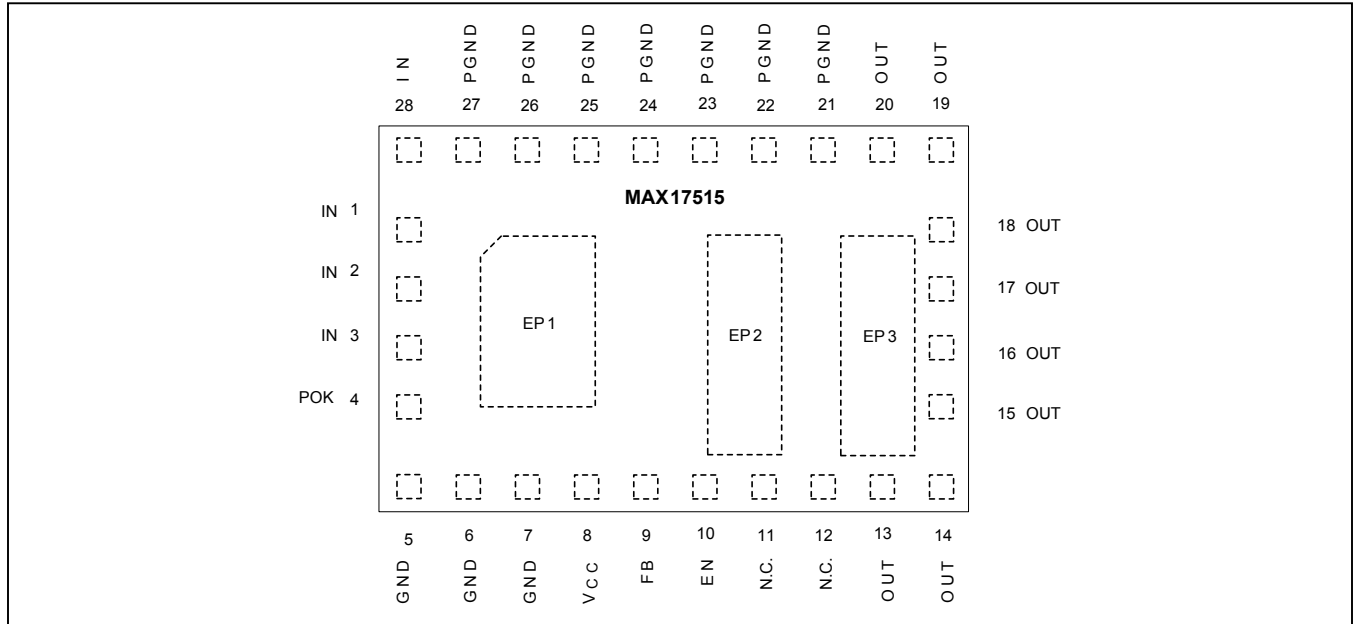 IN PGND PGND PGND PGND PGND PGND PGND OUT OUT
28 27 26 25 24 23 22 21 20 19
MAX17515
IN 1
18 OUT
IN 2
17 OUT
IN 3
EP1
EP2
EP3
16 OUT
POK 4
15 OUT
5 6 7 8 9 10 11 12 13 14
GND GND GND VCC FB EN N.C. N.C. OUT OUT